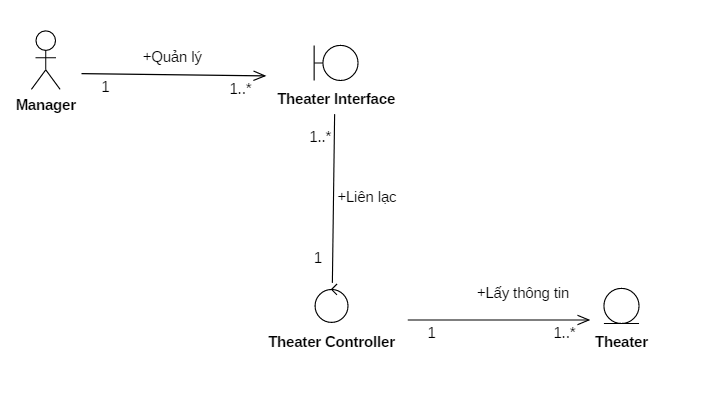 +Quản lý
1
1..*
Manager
Theater Interface
1..*
+Liên lạc
1
+Lấy thông tin
1
1..*
Theater Controller
Theater